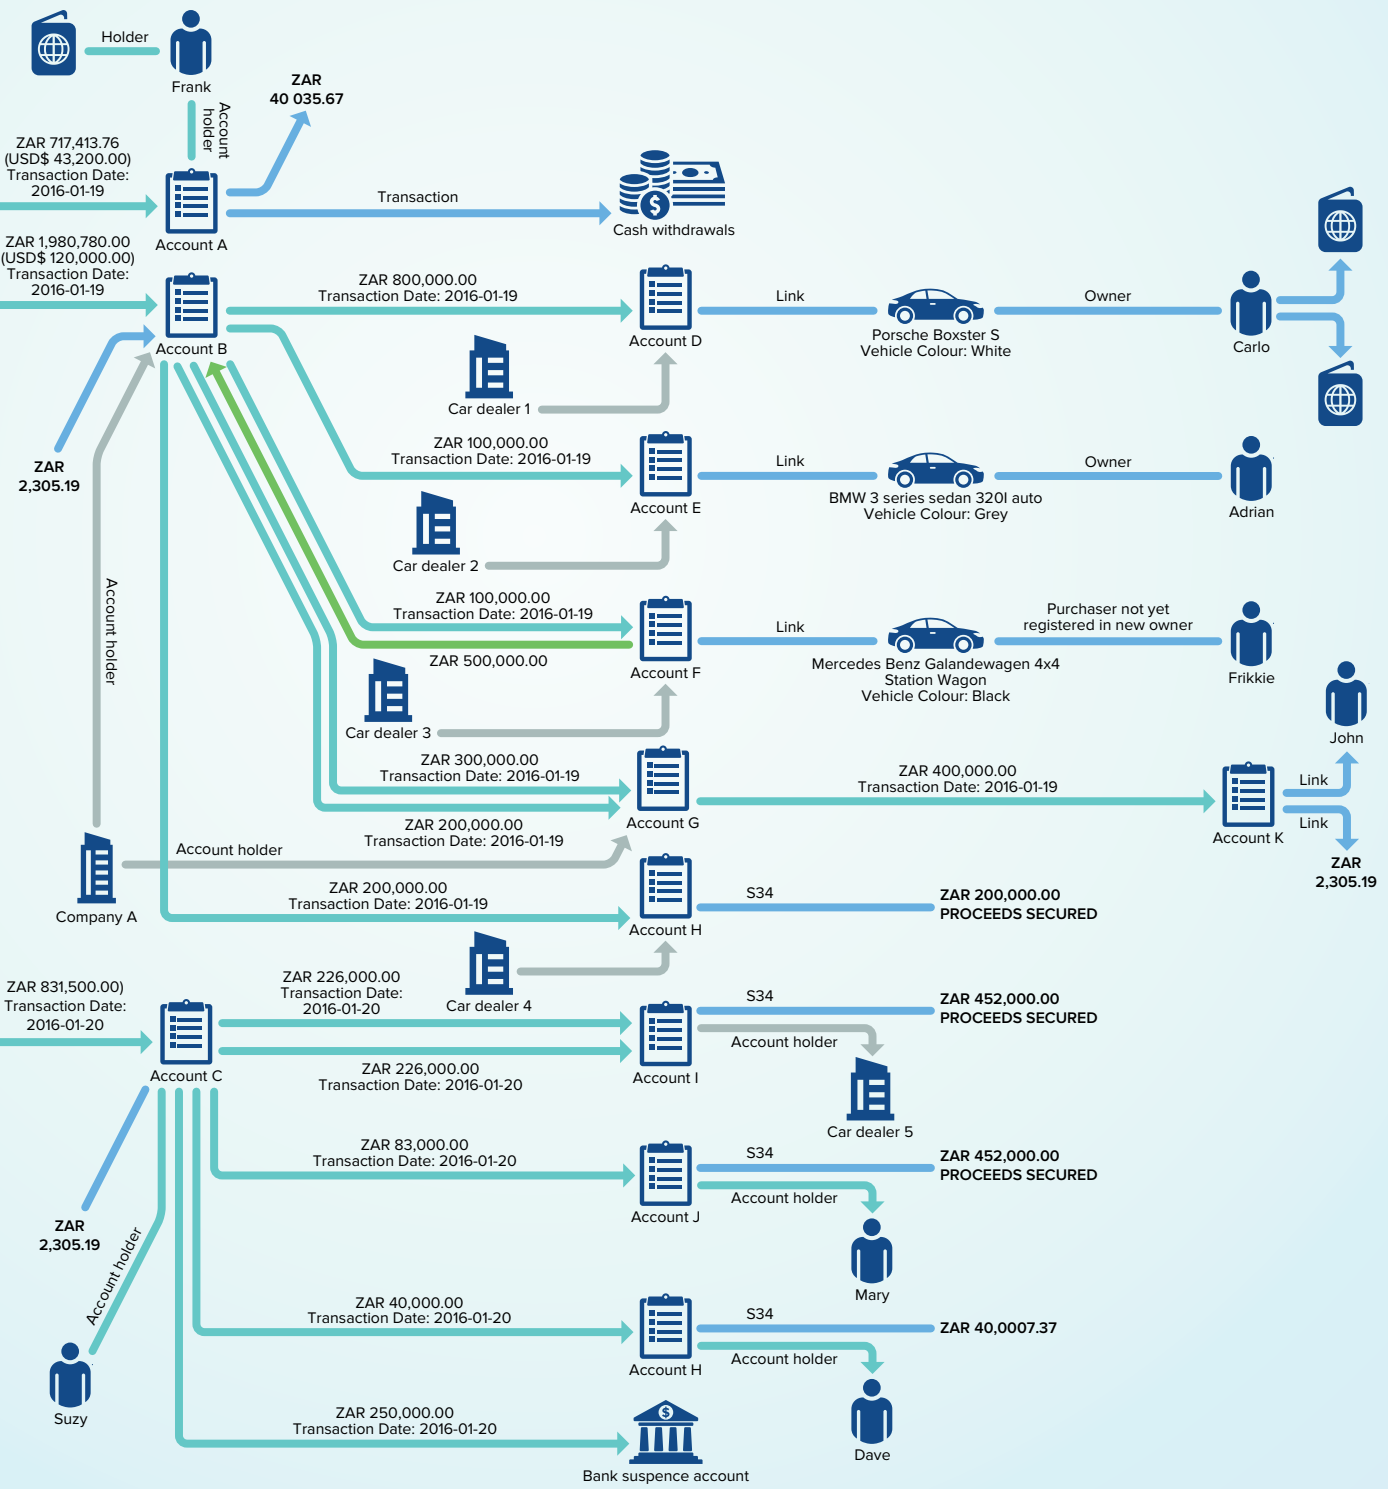 Holder
Frank
Account
holder
ZAR
40 035.67
ZAR 717,413.76
(USD$ 43,200.00)
Transaction Date:
2016-01-19
Account A
Transaction
Cash withdrawals
ZAR 1,980,780.00
(USD$ 120,000.00)
Transaction Date:
2016-01-19
Account B
ZAR 800,000.00
Transaction Date: 2016-01-19
Account D
Link
Porsche Boxster S
Vehicle Colour: White
Owner
Carlo
Car dealer 1
ZAR
2,305.19
ZAR 100,000.00
Transaction Date: 2016-01-19
Account E
Link
BMW 3 series sedan 320I auto
Vehicle Colour: Grey
Owner
Adrian
Car dealer 2
Account holder
ZAR 100,000.00
Transaction Date: 2016-01-19
ZAR 500,000.00
Account F
Link
Mercedes Benz Galandewagen 4x4
Station Wagon
Vehicle Colour: Black
Purchaser not yet
registered in new owner
Frikkie
Car dealer 3
John
ZAR 300,000.00
Transaction Date: 2016-01-19
ZAR 200,000.00
Transaction Date: 2016-01-19
Account G
ZAR 400,000.00
Transaction Date: 2016-01-19
Account K
Link
Link
ZAR
2,305.19
Company A
Account holder
ZAR 200,000.00
Transaction Date: 2016-01-19
Account H
S34
ZAR 200,000.00
PROCEEDS SECURED
Car dealer 4
ZAR 831,500.00)
Transaction Date:
2016-01-20
Account C
ZAR 226,000.00
Transaction Date:
2016-01-20
ZAR 226,000.00
Transaction Date: 2016-01-20
Account I
S34
ZAR 452,000.00
PROCEEDS SECURED
Account holder
Car dealer 5
ZAR 83,000.00
Transaction Date: 2016-01-20
Account J
S34
ZAR 452,000.00
PROCEEDS SECURED
Account holder
Mary
ZAR
2,305.19
Account holder
Suzy
ZAR 40,000.00
Transaction Date: 2016-01-20
Account H
S34
ZAR 40,0007.37
Account holder
Dave
ZAR 250,000.00
Transaction Date: 2016-01-20
Bank suspence account